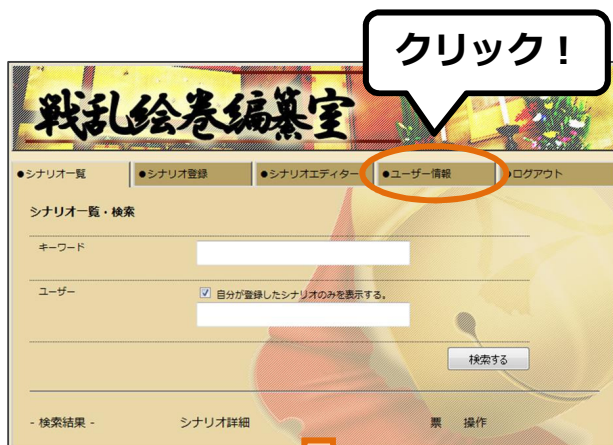 クリック！
戦乱絵巻編纂室
●シナリオ一覧
●シナリオ登録
●シナリオエディター
●ユーザー情報
●ログアウト
シナリオ一覧・検索
キーワード
ユーザー
自分が登録したシナリオのみを表示する。
検索する
- 検索結果 - シナリオ詳細 票 操作